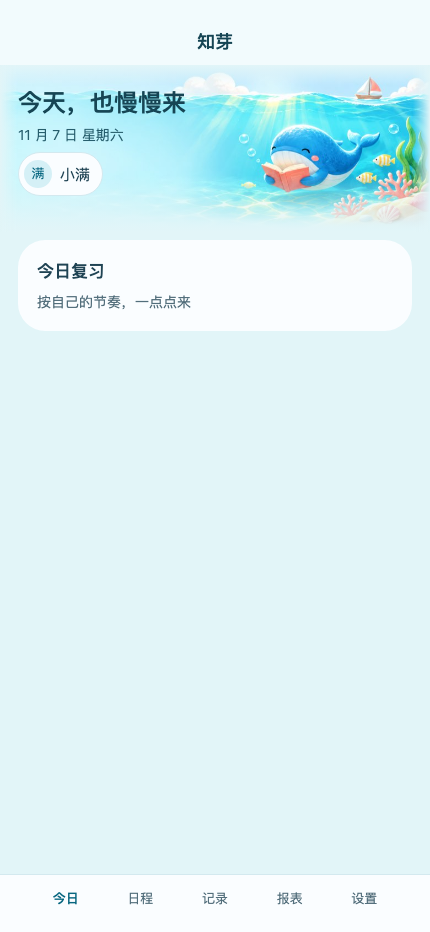 知芽
今天，也慢慢来
11 月 7 日 星期六
满 小满
今日复习
按自己的节奏，一点点来
今日 日程 记录 报表 设置